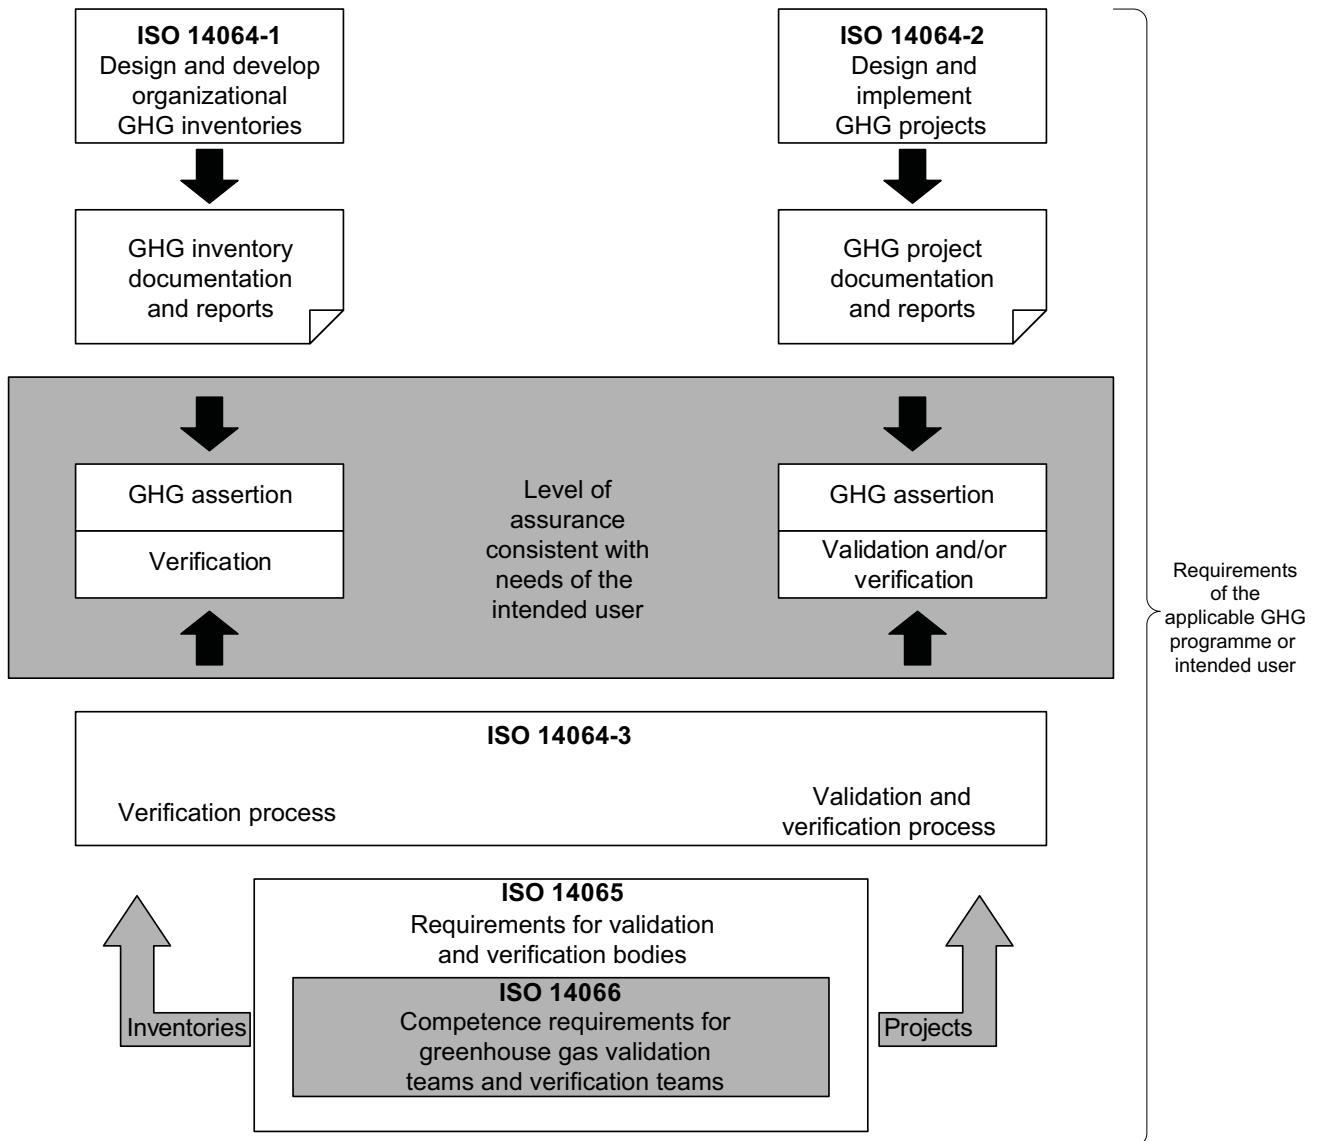 ISO 14064-1
Design and develop
organizational
GHG inventories
ISO 14064-2
Design and
implement
GHG projects
GHG inventory
documentation
and reports
GHG project
documentation
and reports
GHG assertion
Verification
Level of
assurance
consistent with
needs of the
intended user
GHG assertion
Validation and/or
verification
Requirements
of the
applicable GHG
programme or
intended user
ISO 14064-3
Verification process
Validation and
verification process
ISO 14065
Requirements for validation
and verification bodies
ISO 14066
Competence requirements for
greenhouse gas validation
teams and verification teams
Inventories
Projects